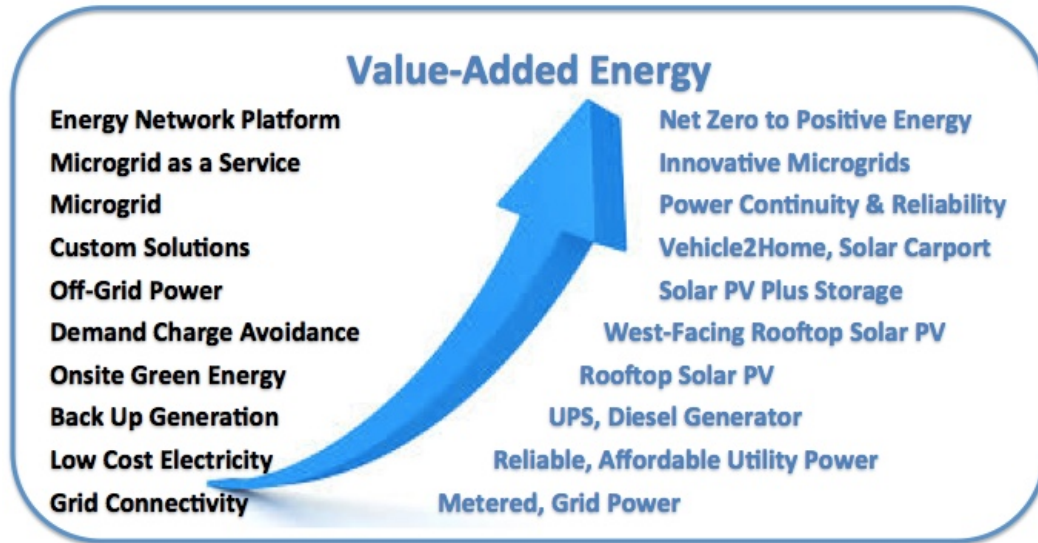 Value-Added Energy
Energy Network Platform Net Zero to Positive Energy
Microgrid as a Service Innovative Microgrids
Microgrid Power Continuity & Reliability
Custom Solutions Vehicle2Home, Solar Carport
Off-Grid Power Solar PV Plus Storage
Demand Charge Avoidance West-Facing Rooftop Solar PV
Onsite Green Energy Rooftop Solar PV
Back Up Generation UPS, Diesel Generator
Low Cost Electricity Reliable, Affordable Utility Power
Grid Connectivity Metered, Grid Power